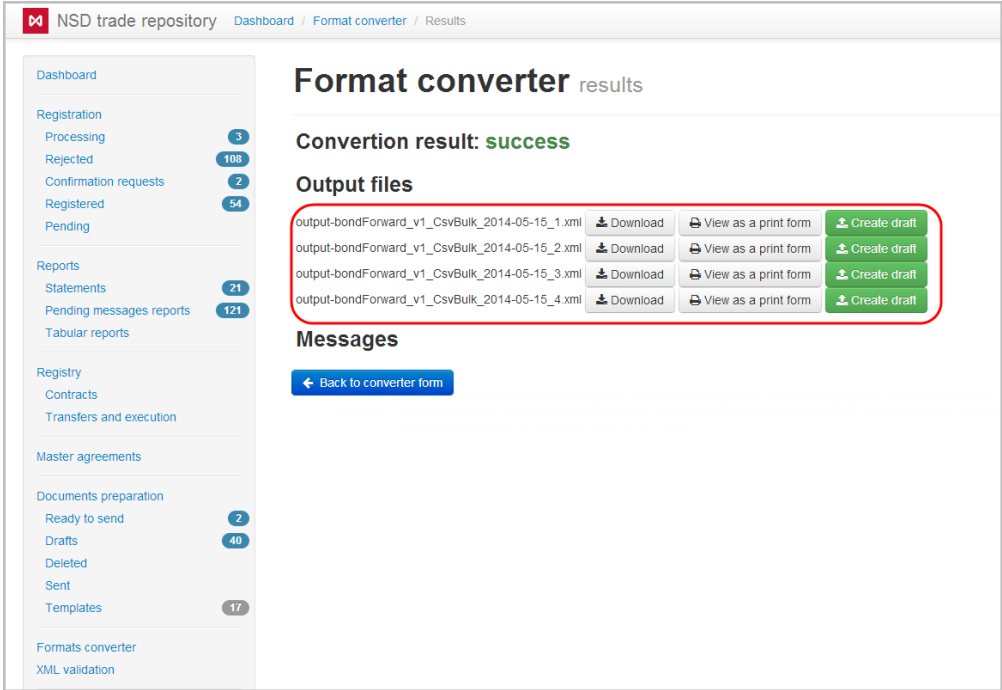 NSD trade repository Dashboard / Format converter / Results
Dashboard
Registration
Processing 3
Rejected 108
Confirmation requests 2
Registered 54
Pending
Reports
Statements 21
Pending messages reports 121
Tabular reports
Registry
Contracts
Transfers and execution
Master agreements
Documents preparation
Ready to send 2
Drafts 40
Deleted
Sent
Templates 17
Formats converter
XML validation
Format converter results
Convertion result: success
Output files
output-bondForward_v1_CsvBulk_2014-05-15_1.xml Download View as a print form Create draft
output-bondForward_v1_CsvBulk_2014-05-15_2.xml Download View as a print form Create draft
output-bondForward_v1_CsvBulk_2014-05-15_3.xml Download View as a print form Create draft
output-bondForward_v1_CsvBulk_2014-05-15_4.xml Download View as a print form Create draft
Messages
Back to converter form